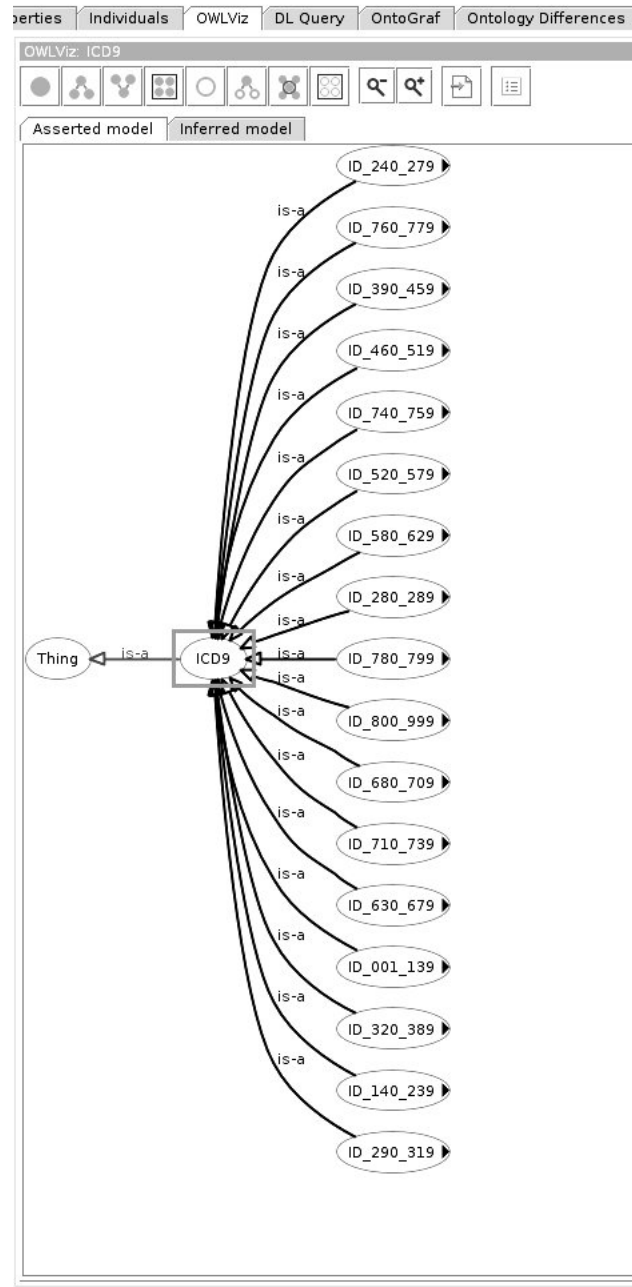 perties Individuals OWLViz DL Query OntoGraf Ontology Differences
OWLViz: ICD9
Asserted model Inferred model
ID_240_279
is-a
ID_760_779
is-a
ID_390_459
is-a
ID_460_519
is-a
ID_740_759
is-a
ID_520_579
is-a
ID_580_629
is-a
ID_280_289
is-a
Thing is-a ICD9 is-a ID_780_799
is-a
ID_800_999
is-a
ID_680_709
is-a
ID_710_739
is-a
ID_630_679
is-a
ID_001_139
is-a
ID_320_389
is-a
ID_140_239
is-a
ID_290_319